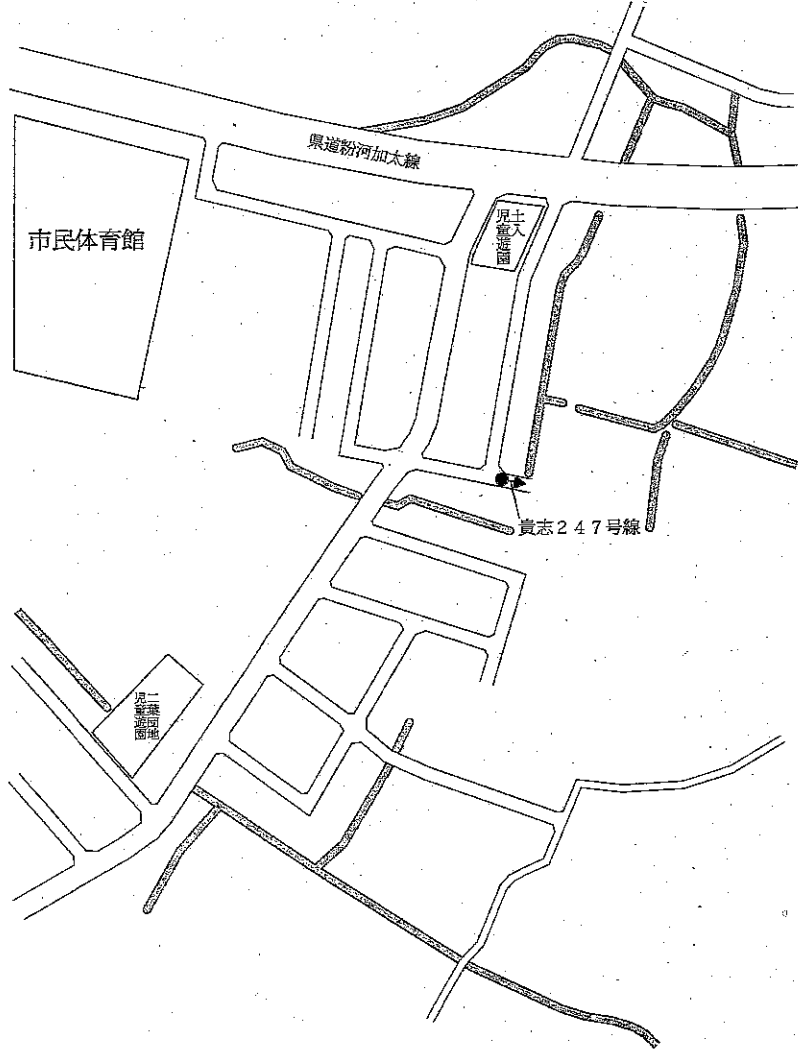 県道粉河加太線
土入
児童遊園
市民体育館
貴志２４７号線
二葉団地
児童遊園